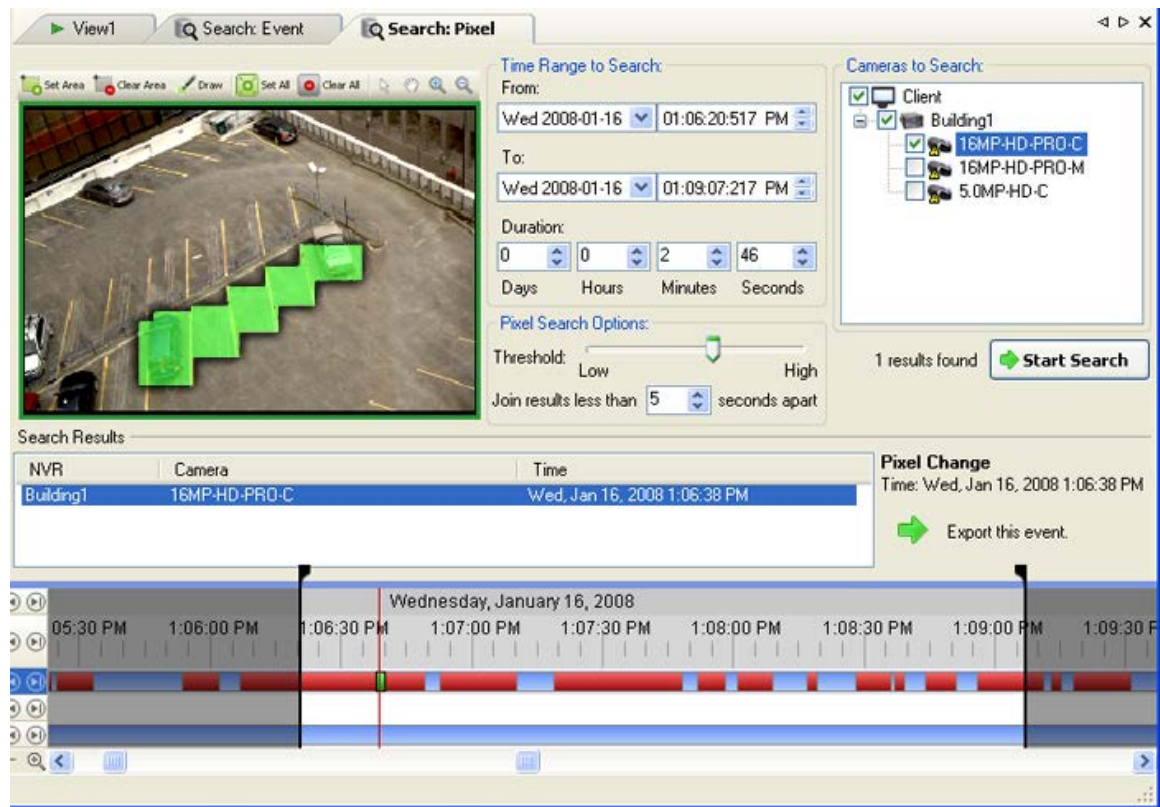 View1
Search: Event
Search: Pixel
Set Area
Clear Area
Draw
Set All
Clear All
Time Range to Search:
From:
Wed 2008-01-16
01:06:20:517 PM
To:
Wed 2008-01-16
01:09:07:217 PM
Duration:
0 0 2 46
Days Hours Minutes Seconds
Pixel Search Options:
Threshold:
Low High
Join results less than 5 seconds apart
Cameras to Search:
Client
Building1
16MP-HD-PRO-C
16MP-HD-PRO-M
5.0MP-HD-C
1 results found
Start Search
Search Results
NVR Camera Time
Building1 16MP-HD-PRO-C Wed, Jan 16, 2008 1:06:38 PM
Pixel Change
Time: Wed, Jan 16, 2008 1:06:38 PM
Export this event.
Wednesday, January 16, 2008
05:30 PM 1:06:00 PM 1:06:30 PM 1:07:00 PM 1:07:30 PM 1:08:00 PM 1:08:30 PM 1:09:00 PM 1:09:30 F